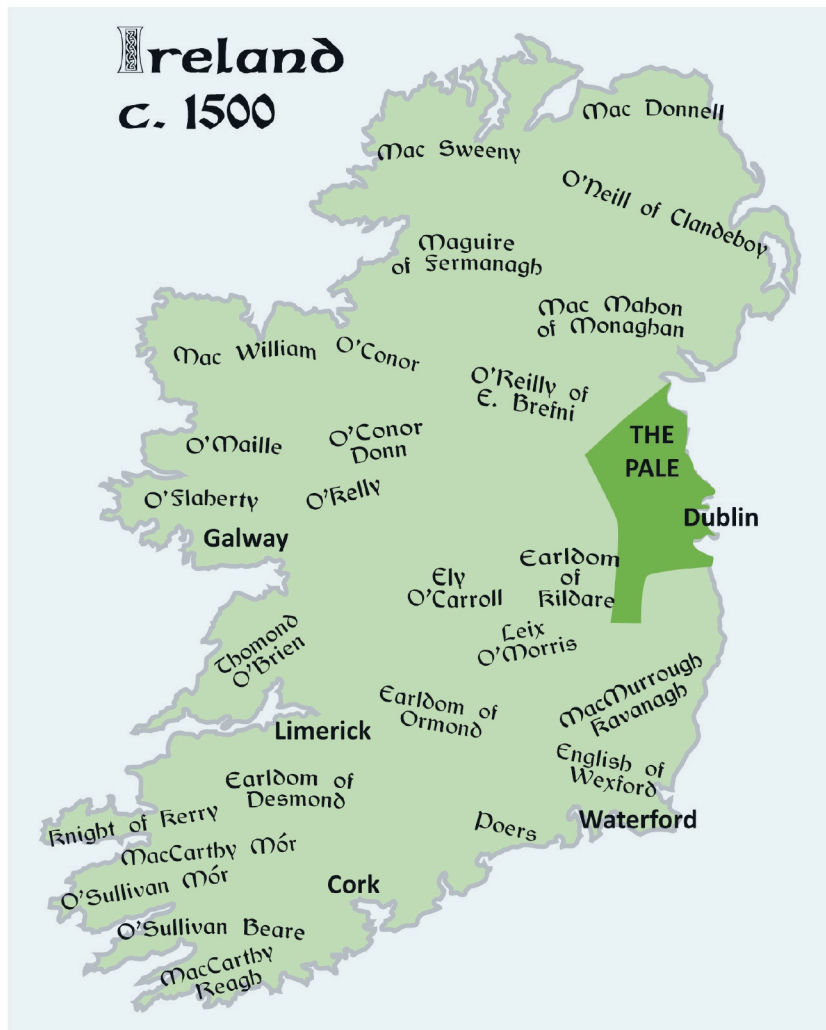 Ireland
c. 1500
Mac Donnell
Mac Sweeny
O'Neill of Clandeboy
Maguire
of Fermanagh
Mac Mahon
of Monaghan
Mac William
O'Conor
O'Reilly of
E. Brefni
THE
PALE
O'Maille
O'Conor
Donn
O'Flaherty
O'Kelly
Dublin
Galway
Earldom
of
Kildare
Ely
O'Carroll
Leix
O'Morris
Thomond
O'Brien
MacMurrough
Kavanagh
Earldom of
Ormond
Limerick
English of
Wexford
Earldom of
Desmond
Knight of Kerry
Poers
Waterford
MacCarthy Mór
O'Sullivan Mór
Cork
O'Sullivan Beare
MacCarthy
Reagh